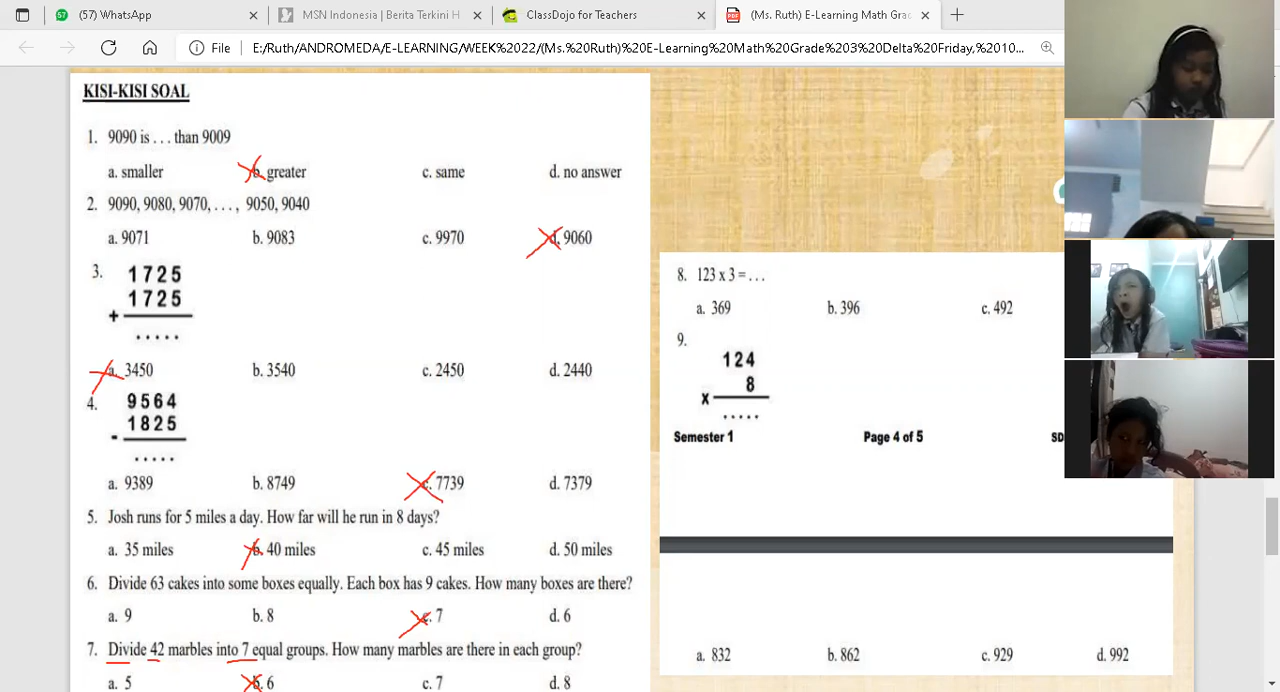 (57) WhatsApp
MSN Indonesia | Berita Terkini H
ClassDojo for Teachers
(Ms. Ruth) E-Learning Math Grad
File
E:/Ruth/ANDROMEDA/E-LEARNING/WEEK%2022/(Ms.%20Ruth)%20E-Learning%20Math%20Grade%203%20Delta%20Friday,%2010...
KISI-KISI SOAL
1. 9090 is . . . than 9009
a. smaller b. greater c. same d. no answer
2. 9090, 9080, 9070, . . . , 9050, 9040
a. 9071 b. 9083 c. 9970 d. 9060
3. 1725
1725
+
. . . . .
a. 3450 b. 3540 c. 2450 d. 2440
4. 9564
1825
-
. . . . .
a. 9389 b. 8749 c. 7739 d. 7379
5. Josh runs for 5 miles a day. How far will he run in 8 days?
a. 35 miles b. 40 miles c. 45 miles d. 50 miles
6. Divide 63 cakes into some boxes equally. Each box has 9 cakes. How many boxes are there?
a. 9 b. 8 c. 7 d. 6
7. Divide 42 marbles into 7 equal groups. How many marbles are there in each group?
a. 5 b. 6 c. 7 d. 8
8. 123 x 3 = . . .
a. 369 b. 396 c. 492
9.
124
8
x
. . . . .
Semester 1 Page 4 of 5 SD
a. 832 b. 862 c. 929 d. 992